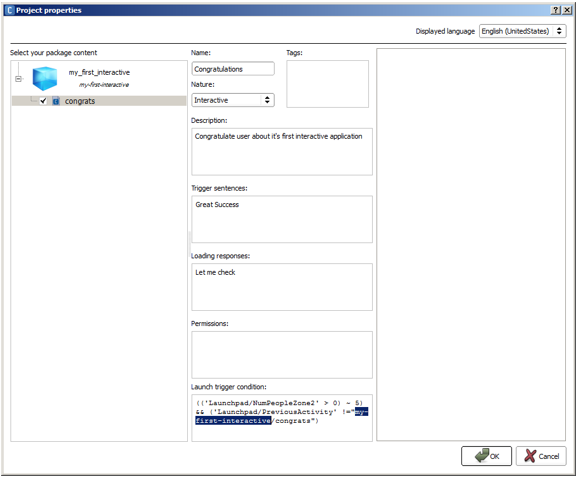 Project properties
Displayed language English (UnitedStates)
Select your package content
my_first_interactive
my-first-interactive
congrats
Name:
Congratulations
Nature:
Interactive
Tags:
Description:
Congratulate user about it's first interactive application
Trigger sentences:
Great Success
Loading responses:
Let me check
Permissions:
Launch trigger condition:
(('Launchpad/NumPeopleZone2' > 0) ~ 5)
&& ('Launchpad/PreviousActivity' !="my-
first-interactive/congrats")
OK
Cancel